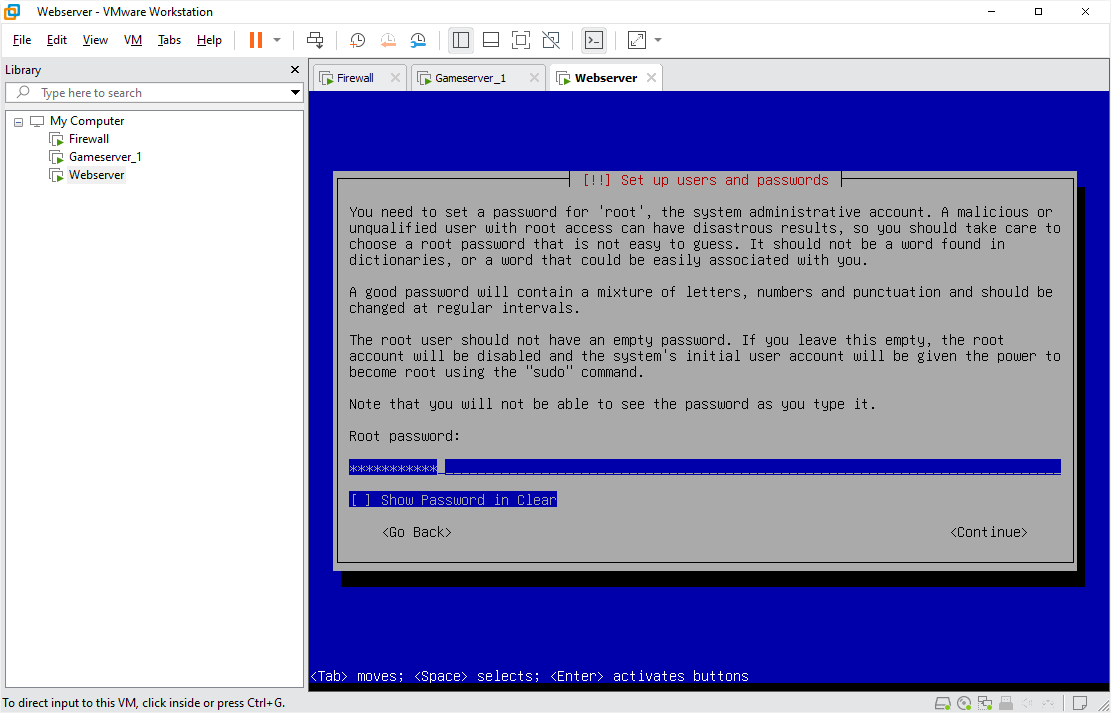 Webserver - VMware Workstation
File Edit View VM Tabs Help
Library
Type here to search
My Computer
Firewall
Gameserver_1
Webserver
Firewall Gameserver_1 Webserver
[!!] Set up users and passwords
You need to set a password for 'root', the system administrative account. A malicious or
unqualified user with root access can have disastrous results, so you should take care to
choose a root password that is not easy to guess. It should not be a word found in
dictionaries, or a word that could be easily associated with you.
A good password will contain a mixture of letters, numbers and punctuation and should be
changed at regular intervals.
The root user should not have an empty password. If you leave this empty, the root
account will be disabled and the system's initial user account will be given the power to
become root using the "sudo" command.
Note that you will not be able to see the password as you type it.
Root password:
***********
[ ] Show Password in Clear
<Go Back> <Continue>
<Tab> moves; <Space> selects; <Enter> activates buttons
To direct input to this VM, click inside or press Ctrl+G.